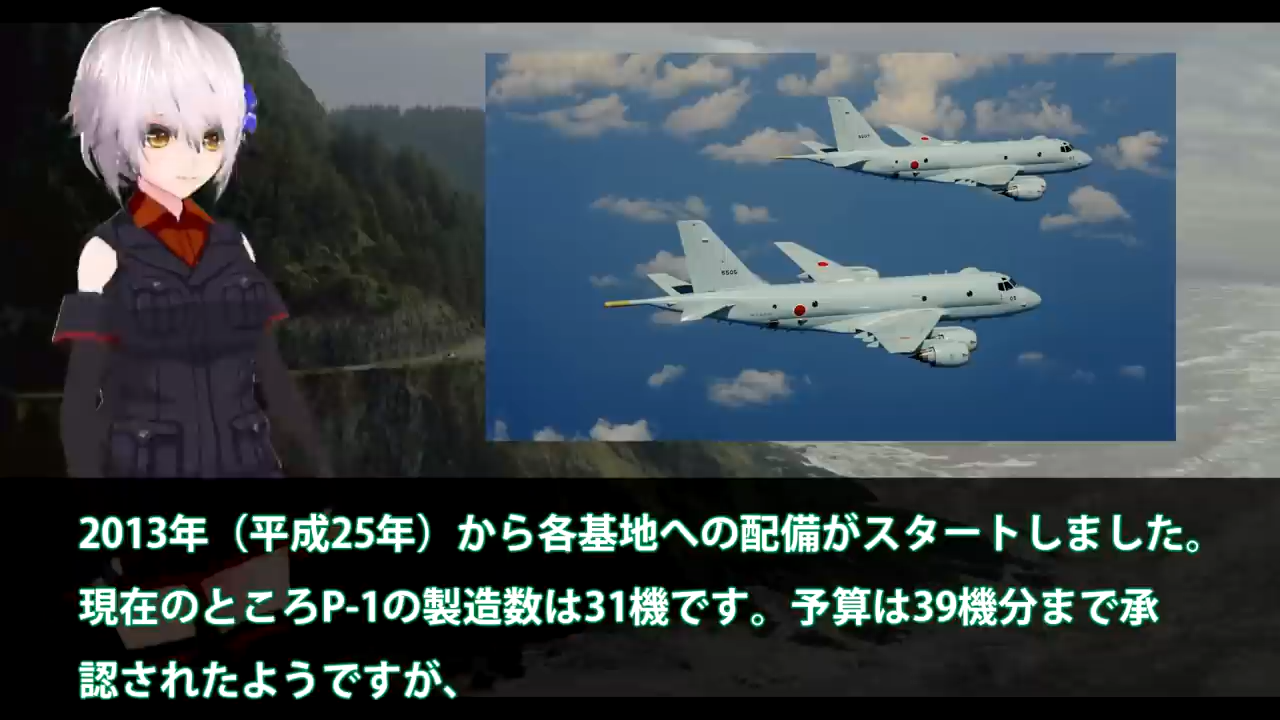 5507
5505
05
2013年（平成25年）から各基地への配備がスタートしました。
現在のところP-1の製造数は31機です。予算は39機分まで承
認されたようですが、